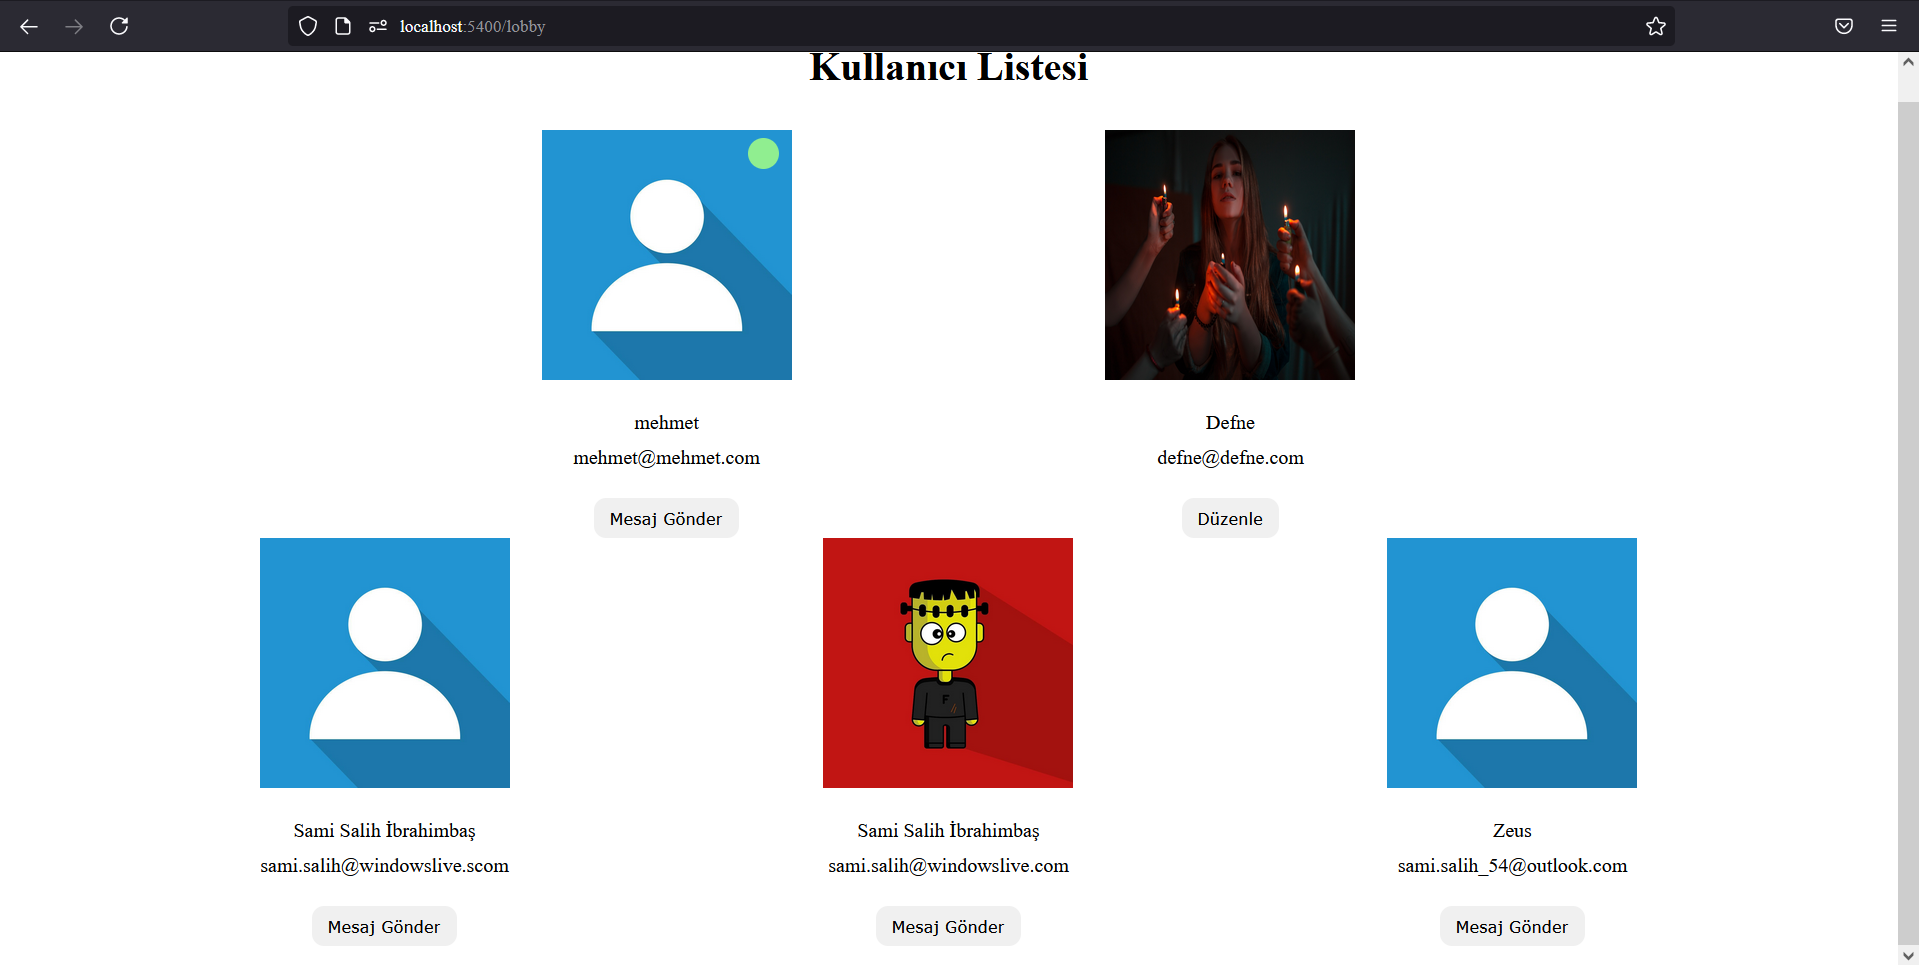 localhost:5400/lobby
Kullanıcı Listesi
mehmet
mehmet@mehmet.com
Mesaj Gönder
Defne
defne@defne.com
Düzenle
Sami Salih İbrahimbaş
sami.salih@windowslive.scom
Mesaj Gönder
F
Sami Salih İbrahimbaş
sami.salih@windowslive.com
Mesaj Gönder
Zeus
sami.salih_54@outlook.com
Mesaj Gönder